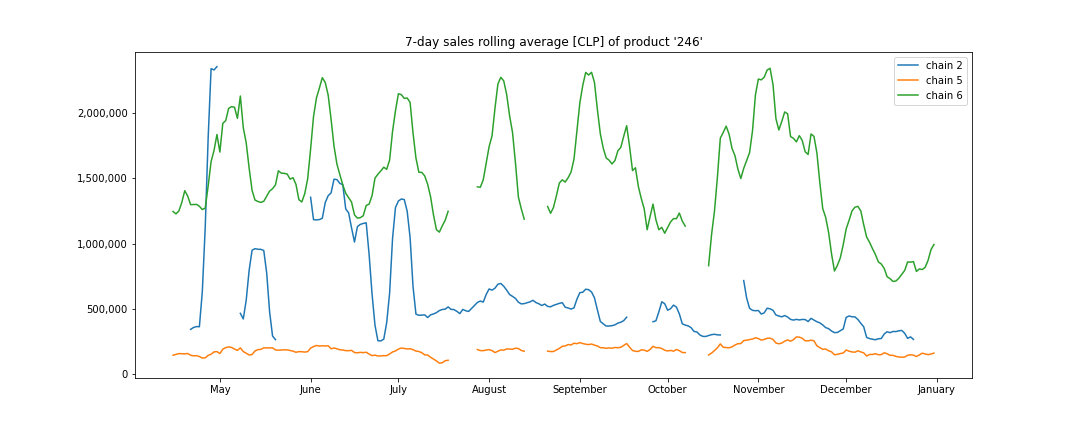 7-day sales rolling average [CLP] of product '246'
chain 2
chain 5
chain 6
2,000,000
1,500,000
1,000,000
500,000
0
May June July August September October November December January